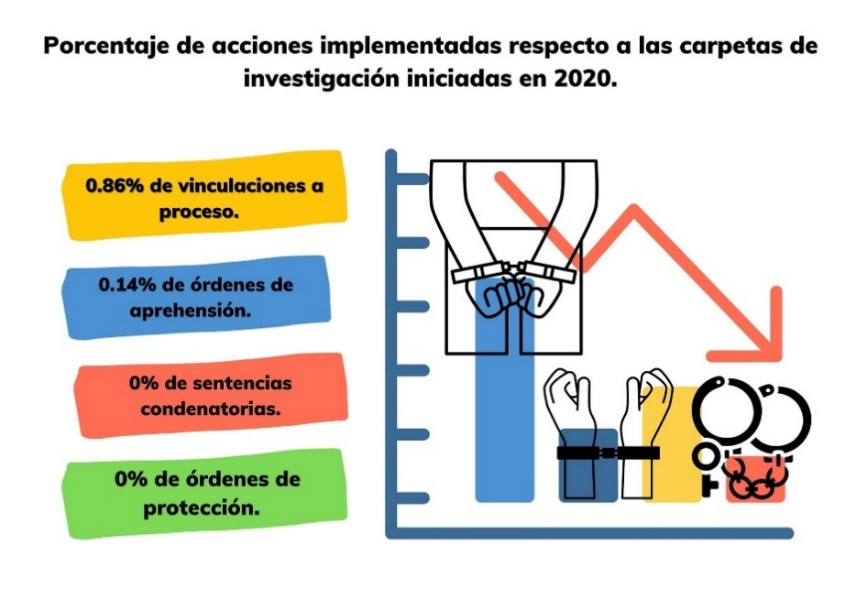 Porcentaje de acciones implementadas respecto a las carpetas de
investigación iniciadas en 2020.
0.86% de vinculaciones a
proceso.
0.14% de órdenes de
aprehensión.
0% de sentencias
condenatorias.
0% de órdenes de
protección.